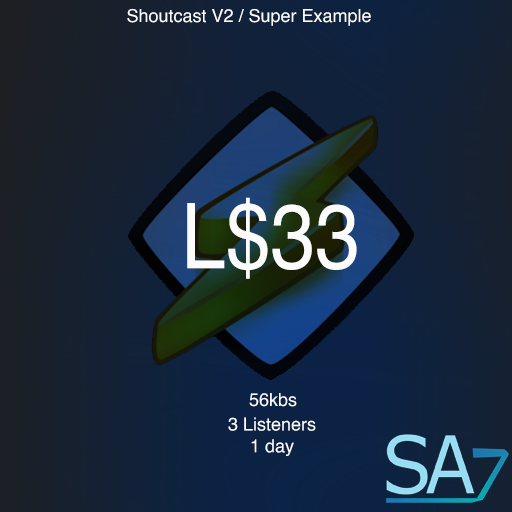 Shoutcast V2 / Super Example
L$33
56kbs
3 Listeners
1 day
SA7